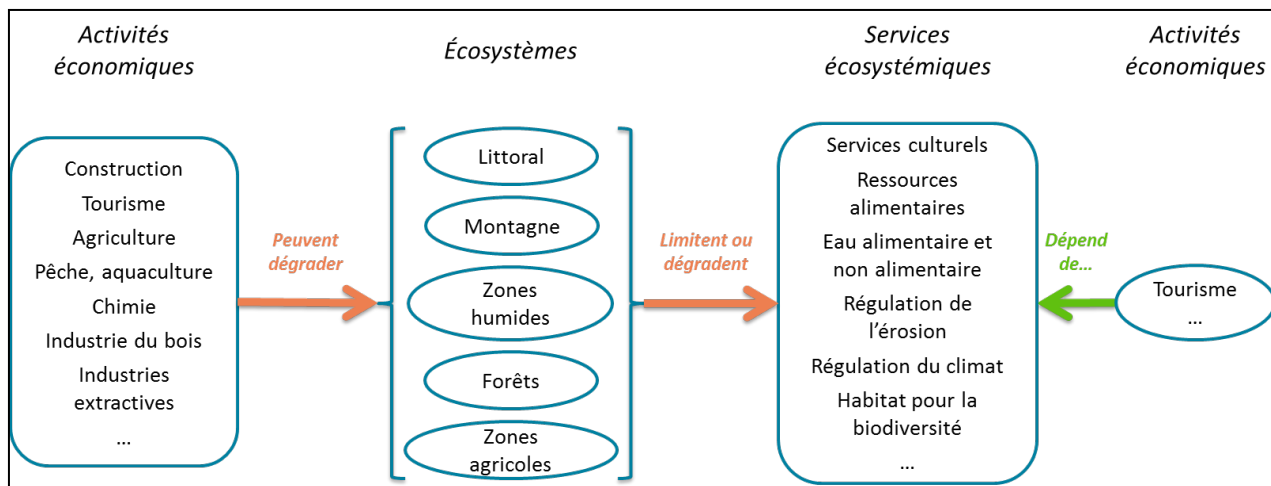 Activités
économiques
Écosystèmes
Services
écosystémiques
Activités
économiques
Construction
Tourisme
Agriculture
Pêche, aquaculture
Chimie
Industrie du bois
Industries
extractives
…
Peuvent
dégrader
Littoral
Montagne
Zones
humides
Forêts
Zones
agricoles
Limitent ou
dégradent
Services culturels
Ressources
alimentaires
Eau alimentaire et
non alimentaire
Régulation de
l’érosion
Régulation du climat
Habitat pour la
biodiversité
…
Dépend
de…
Tourisme
…